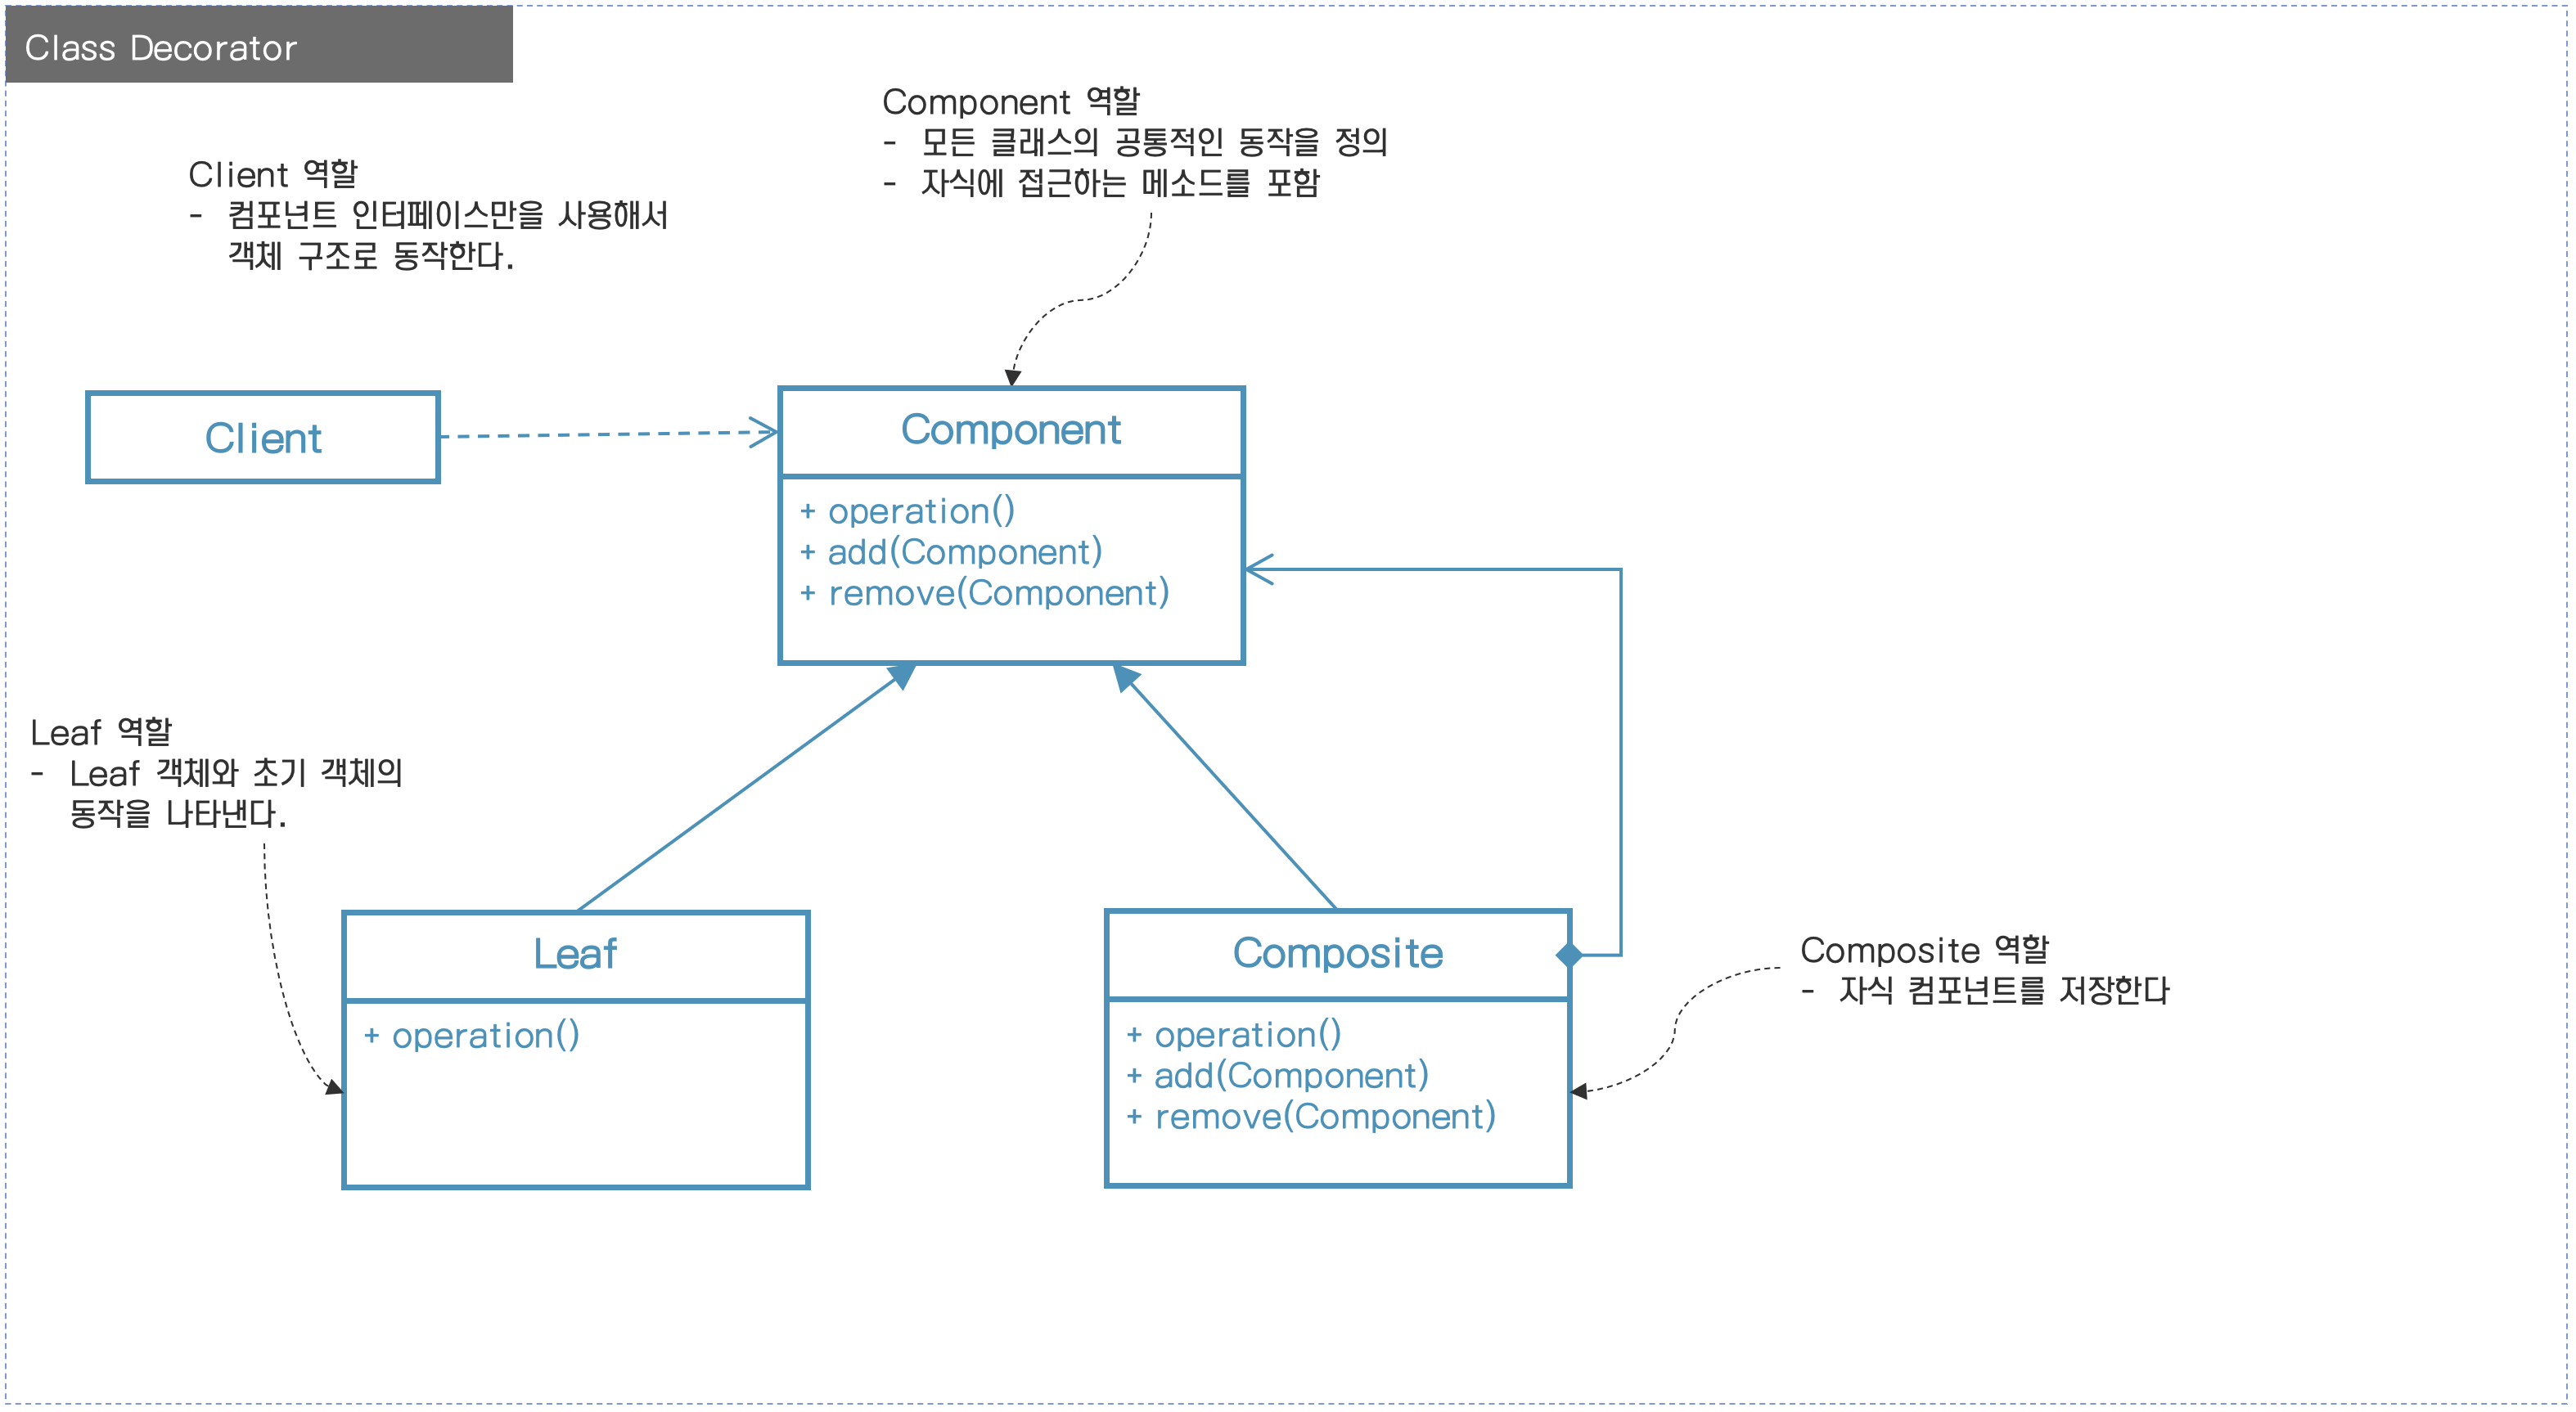 Class Decorator
Component 역할
- 모든 클래스의 공통적인 동작을 정의
- 자식에 접근하는 메소드를 포함
Client 역할
- 컴포넌트 인터페이스만을 사용해서
객체 구조로 동작한다.
Client
Component
+ operation()
+ add(Component)
+ remove(Component)
Leaf 역할
- Leaf 객체와 초기 객체의
동작을 나타낸다.
Leaf
+ operation()
Composite
+ operation()
+ add(Component)
+ remove(Component)
Composite 역할
- 자식 컴포넌트를 저장한다